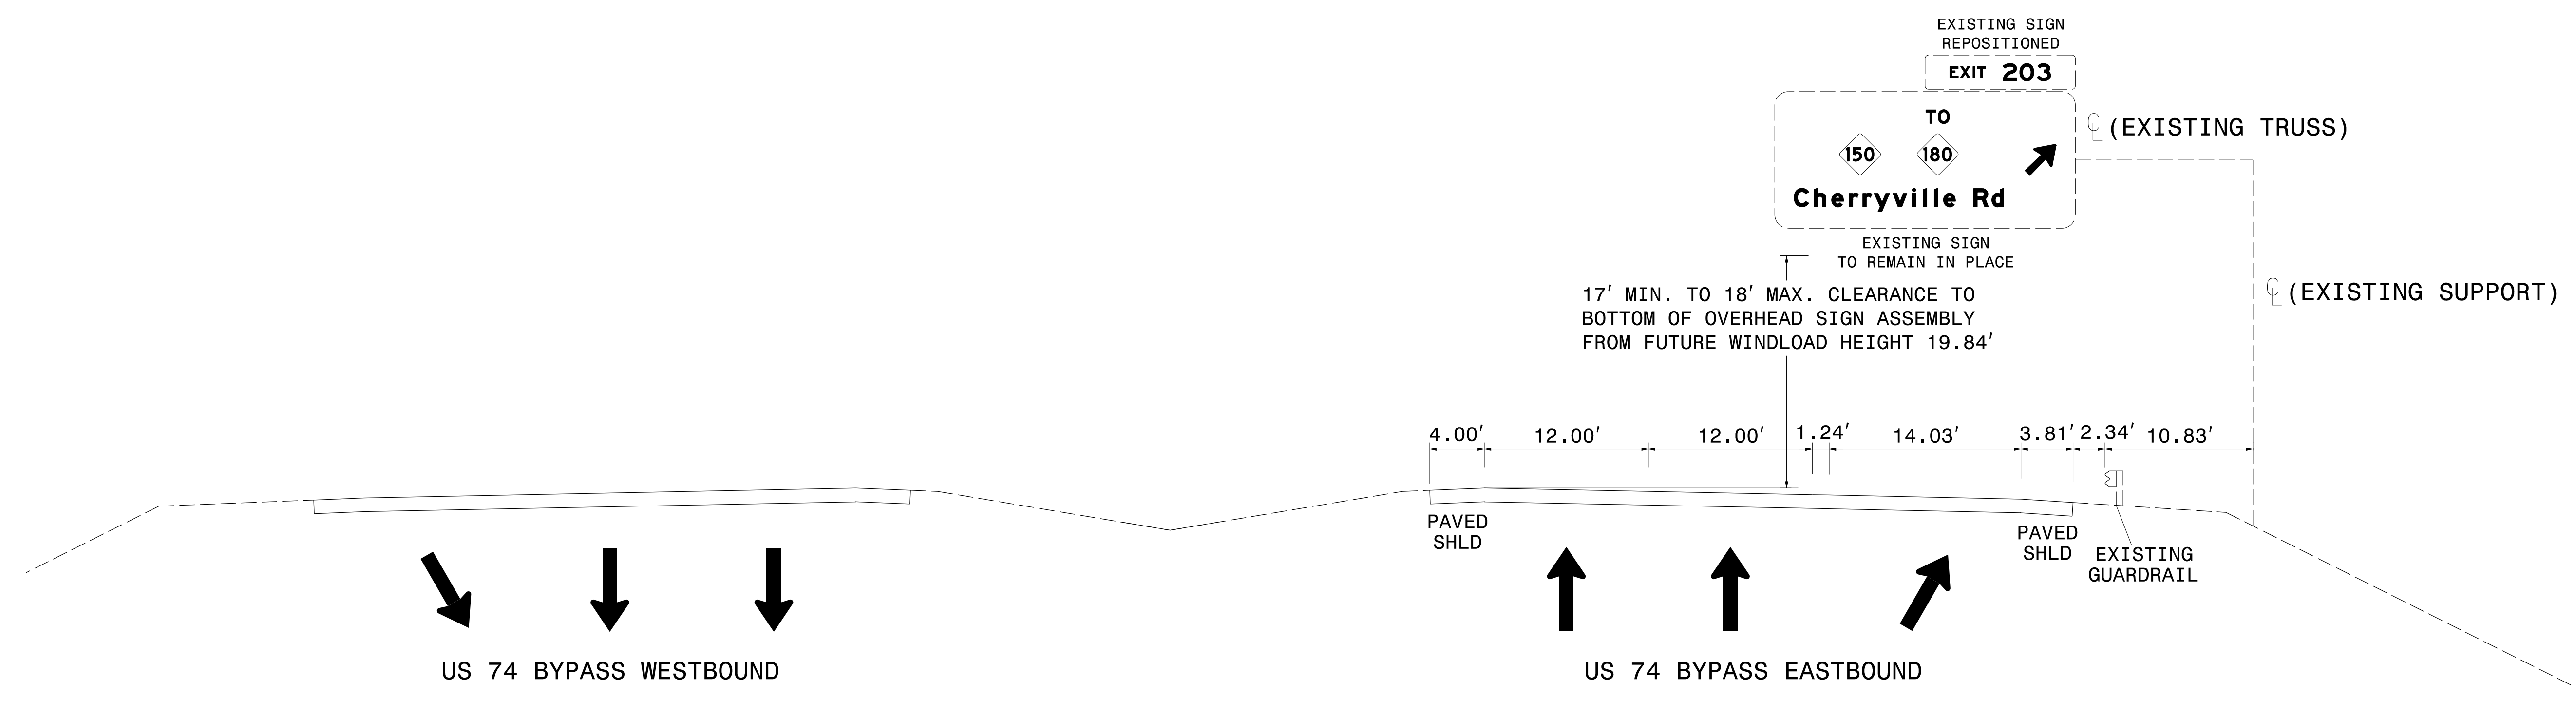 EXISTING SIGN
REPOSITIONED
EXIT 203
TO
150 180
Cherryville Rd
℄ (EXISTING TRUSS)
EXISTING SIGN
TO REMAIN IN PLACE
17' MIN. TO 18' MAX. CLEARANCE TO
BOTTOM OF OVERHEAD SIGN ASSEMBLY
FROM FUTURE WINDLOAD HEIGHT 19.84'
℄ (EXISTING SUPPORT)
4.00' 12.00' 12.00' 1.24' 14.03' 3.81' 2.34' 10.83'
PAVED
SHLD
PAVED
SHLD
EXISTING
GUARDRAIL
US 74 BYPASS WESTBOUND
US 74 BYPASS EASTBOUND